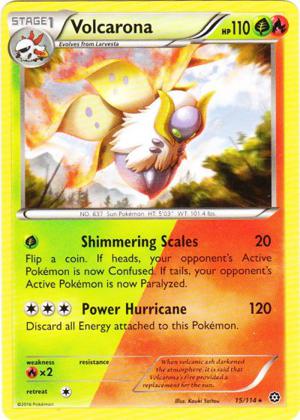 STAGE1
Volcarona
HP110
Evolves from Larvesta
NO. 637 Sun Pokémon HT: 5'03" WT: 101.4 lbs.
Shimmering Scales 20
Flip a coin. If heads, your opponent's Active
Pokémon is now Confused. If tails, your opponent's
Active Pokémon is now Paralyzed.
Power Hurricane 120
Discard all Energy attached to this Pokémon.
weakness
×2
resistance
retreat
When volcanic ash darkened
the atmosphere, it is said that
Volcarona's fire provided a
replacement for the sun.
©2016 Pokémon
Illus. Kouki Saitou
15/114